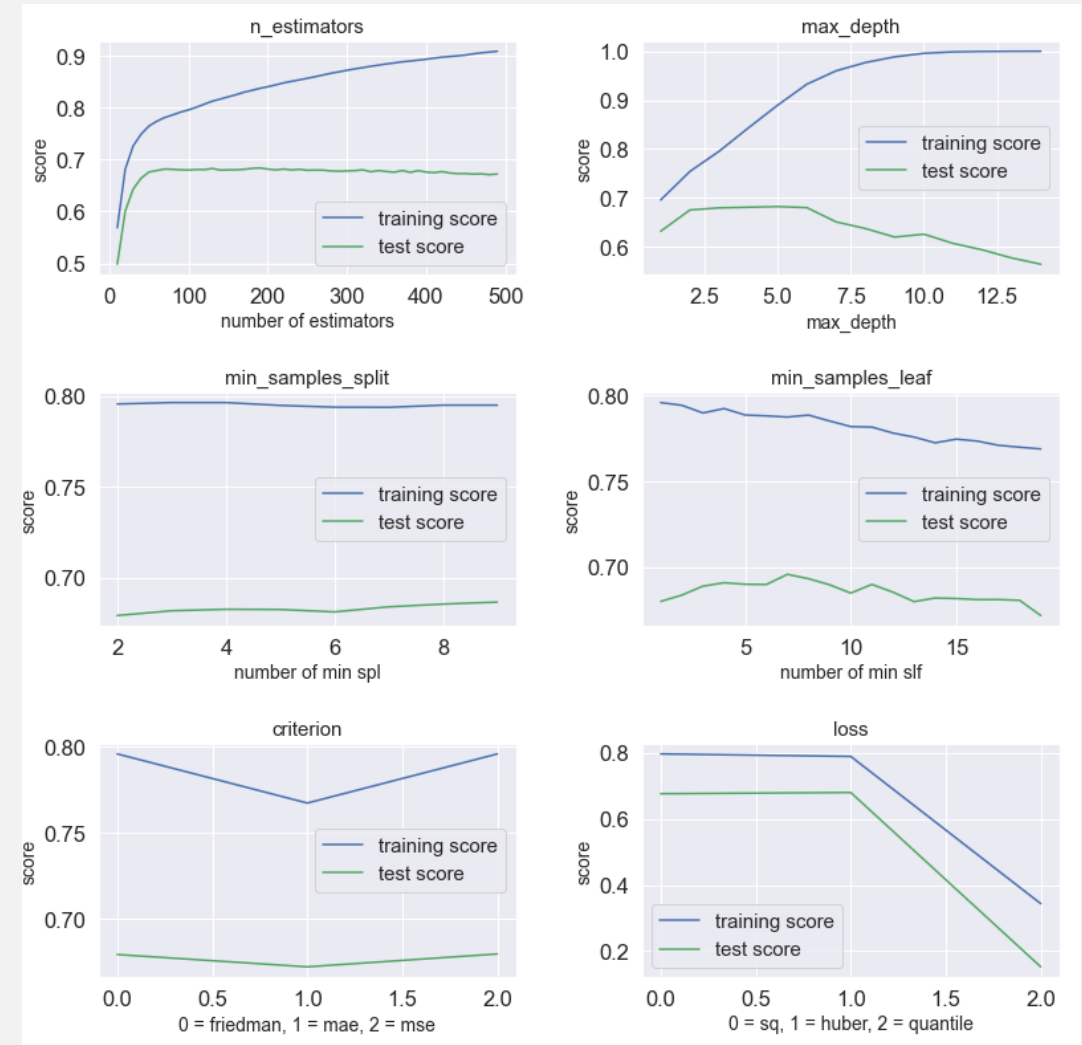 n_estimators
0.9
0.8
0.7
0.6
0.5
score
training score
test score
0 100 200 300 400 500
number of estimators
max_depth
1.0
0.9
0.8
0.7
0.6
score
training score
test score
2.5 5.0 7.5 10.0 12.5
max_depth
min_samples_split
0.80
0.75
0.70
score
training score
test score
2 4 6 8
number of min spl
min_samples_leaf
0.80
0.75
0.70
score
training score
test score
5 10 15
number of min slf
criterion
0.80
0.75
0.70
score
training score
test score
0.0 0.5 1.0 1.5 2.0
0 = friedman, 1 = mae, 2 = mse
loss
0.8
0.6
0.4
0.2
score
training score
test score
0.0 0.5 1.0 1.5 2.0
0 = sq, 1 = huber, 2 = quantile